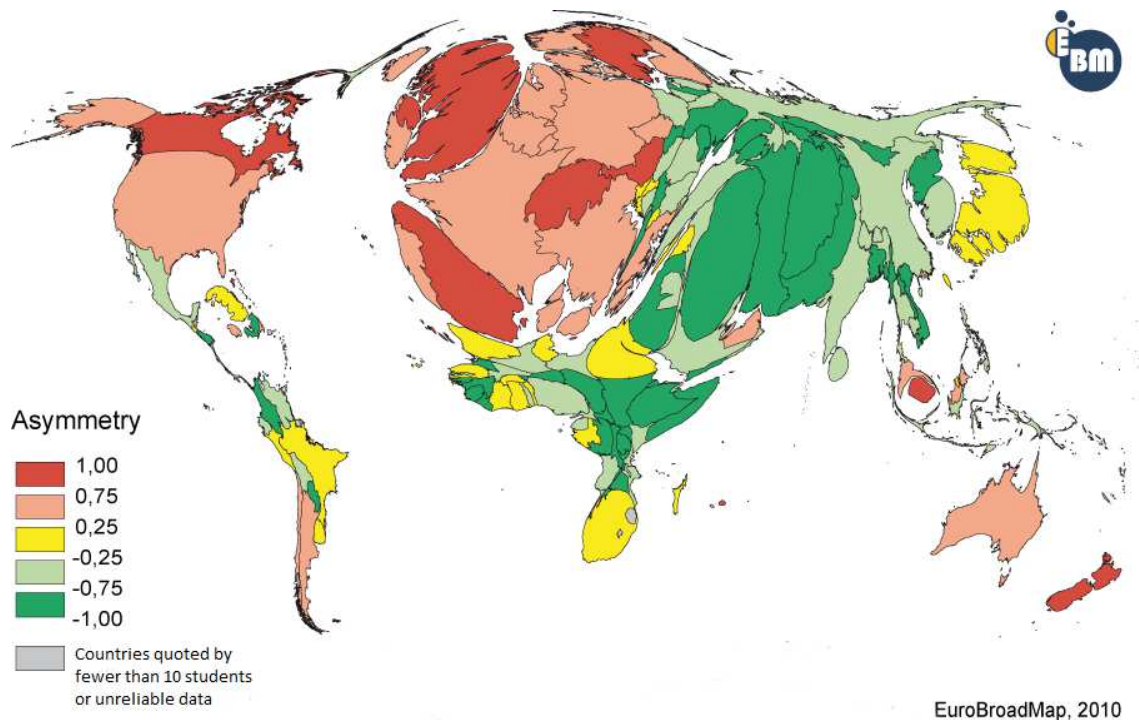 E
BM
Asymmetry
1,00
0,75
0,25
-0,25
-0,75
-1,00
Countries quoted by
fewer than 10 students
or unreliable data
EuroBroadMap, 2010